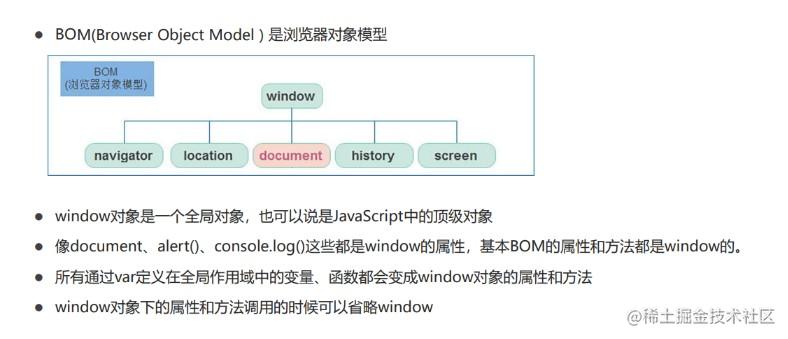 BOM(Browser Object Model ) 是浏览器对象模型
BOM
(浏览器对象模型)
window
navigator location document history screen
window对象是一个全局对象，也可以说是JavaScript中的顶级对象
像document、alert()、console.log()这些都是window的属性，基本BOM的属性和方法都是window的。
所有通过var定义在全局作用域中的变量、函数都会变成window对象的属性和方法
window对象下的属性和方法调用的时候可以省略window
@稀土掘金技术社区